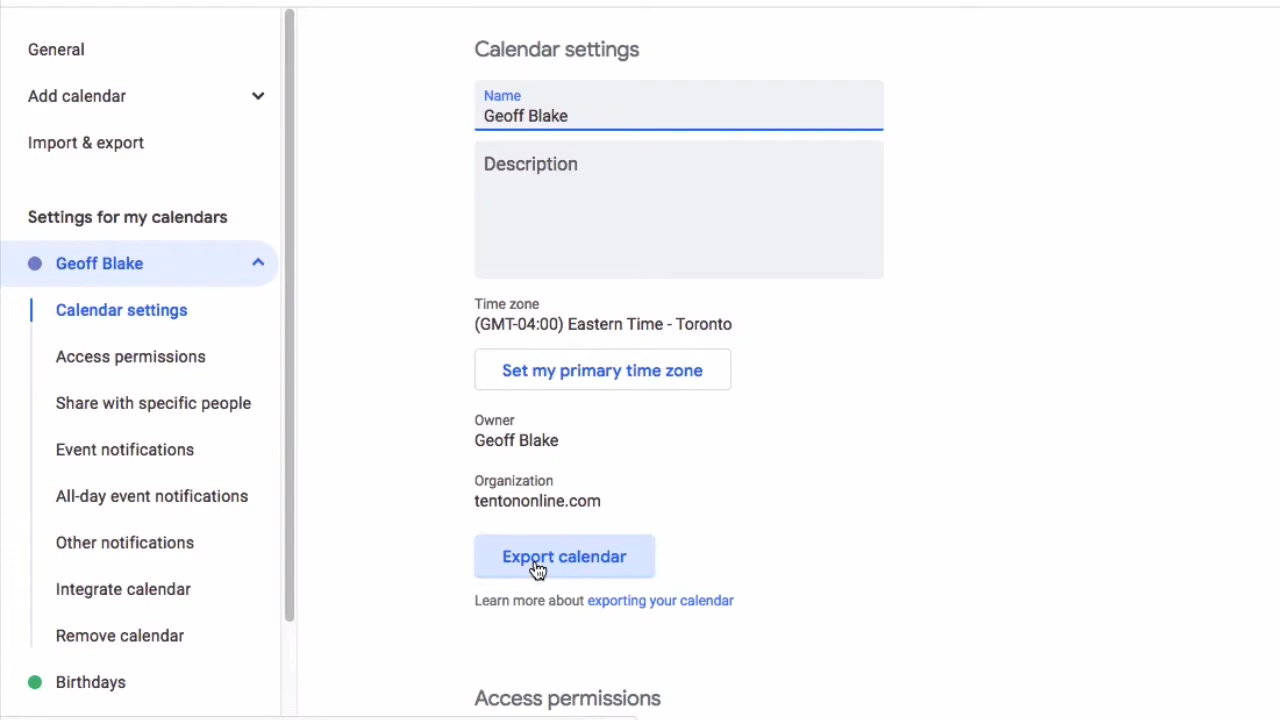 General
Add calendar
Import & export
Settings for my calendars
Geoff Blake
Calendar settings
Access permissions
Share with specific people
Event notifications
All-day event notifications
Other notifications
Integrate calendar
Remove calendar
Birthdays
Calendar settings
Name
Geoff Blake
Description
Time zone
(GMT-04:00) Eastern Time - Toronto
Set my primary time zone
Owner
Geoff Blake
Organization
tentononline.com
Export calendar
Learn more about exporting your calendar
Access permissions